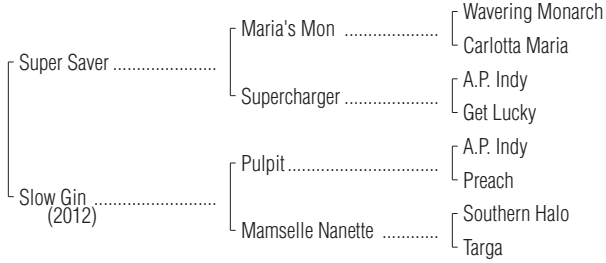 Wavering Monarch
Maria's Mon ...................
Carlotta Maria
Super Saver .....................
A.P. Indy
Supercharger ...................
Get Lucky
A.P. Indy
Pulpit..............................
Preach
Slow Gin .........................
(2012)
Southern Halo
Mamselle Nanette ............
Targa